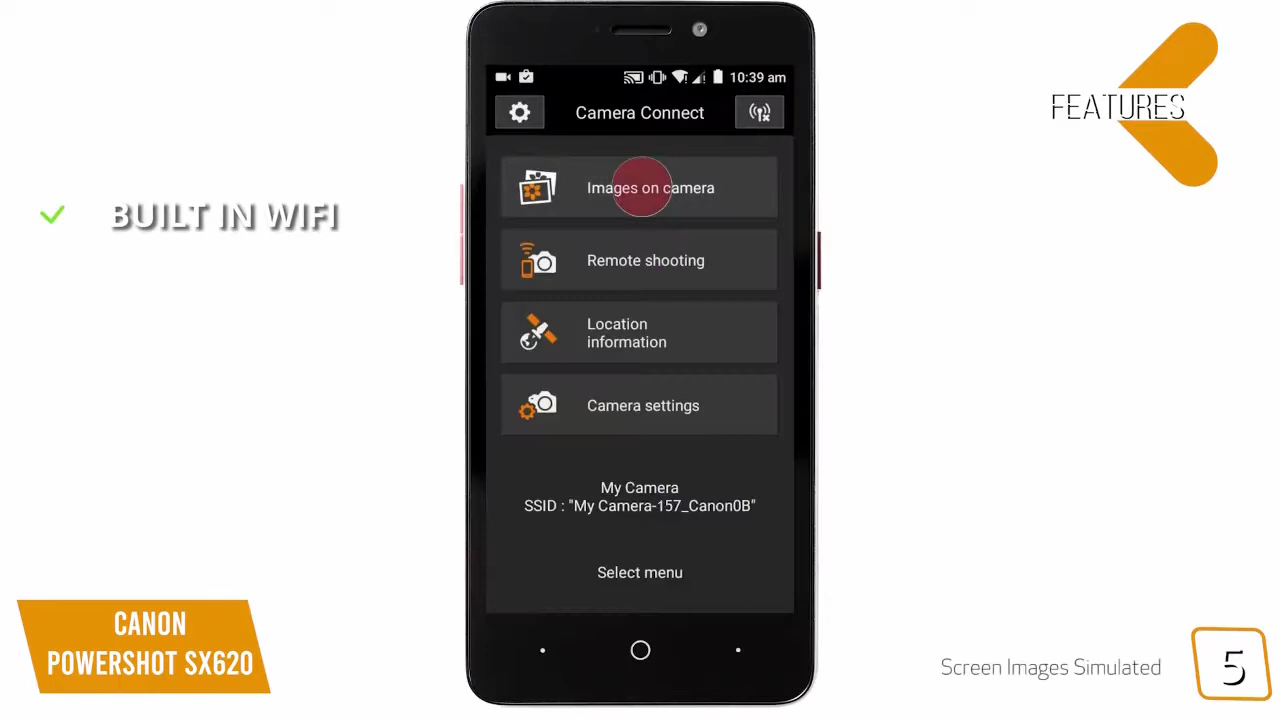 10:39 am
Camera Connect
FEATURES
Images on camera
BUILT IN WIFI
Remote shooting
Location
information
Camera settings
My Camera
SSID : "My Camera-157_Canon0B"
Select menu
CANON
POWERSHOT SX620
Screen Images Simulated
5